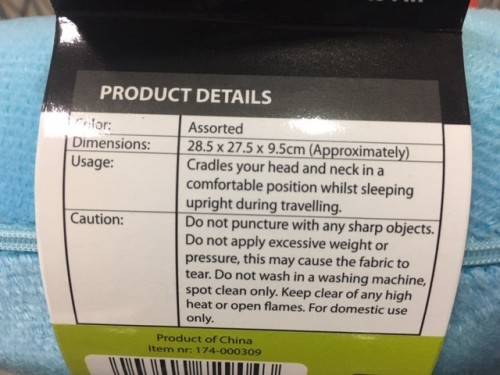 PRODUCT DETAILS
Color: Assorted
Dimensions: 28.5 x 27.5 x 9.5cm (Approximately)
Usage: Cradles your head and neck in a
comfortable position whilst sleeping
upright during travelling.
Caution: Do not puncture with any sharp objects.
Do not apply excessive weight or
pressure, this may cause the fabric to
tear. Do not wash in a washing machine,
spot clean only. Keep clear of any high
heat or open flames. For domestic use
only.
Product of China
Item nr: 174-000309